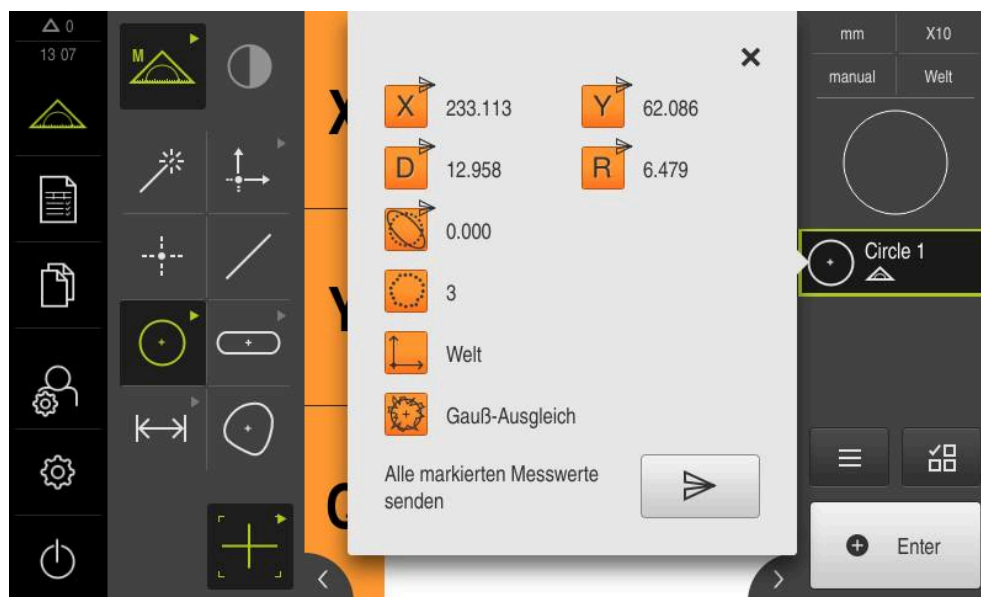 0
13 07
M
X
Y
Q
X 233.113
Y 62.086
D 12.958
R 6.479
0.000
3
Welt
Gauß-Ausgleich
Alle markierten Messwerte
senden
mm X10
manual Welt
Circle 1
Enter